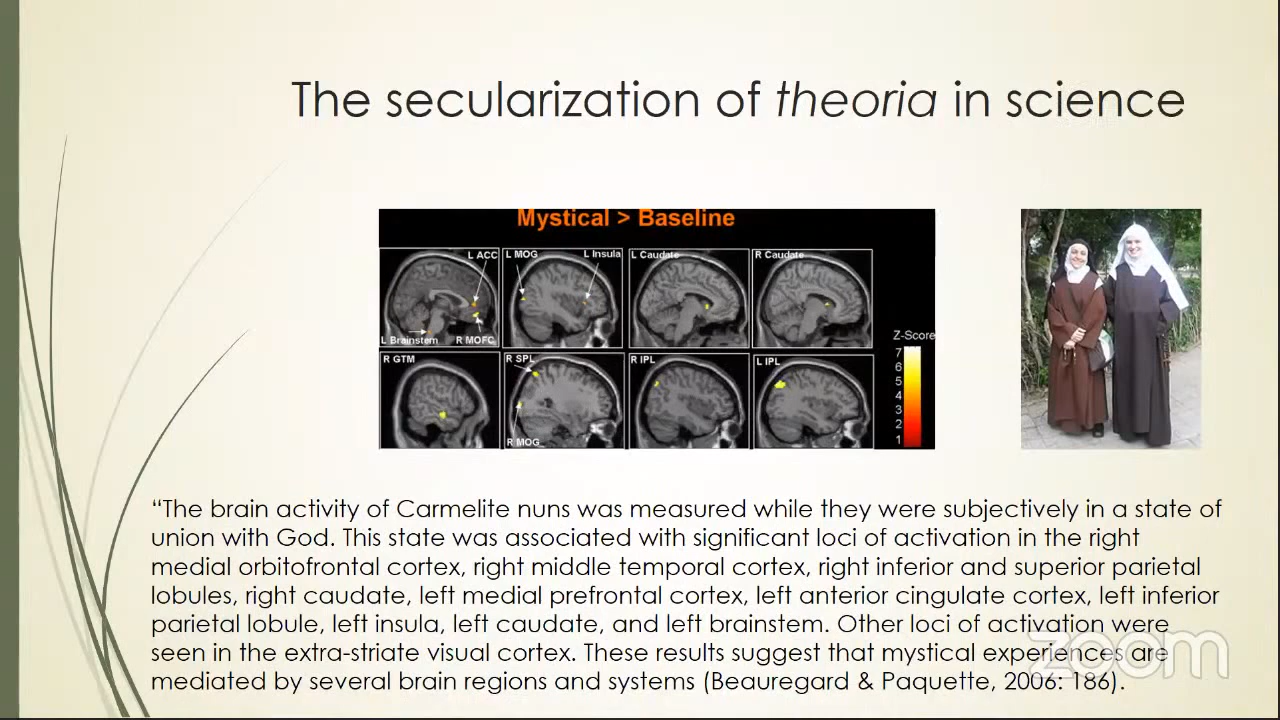 The secularization of theoria in science
Mystical > Baseline
L ACC
L MOG
L Insula
L Caudate
R Caudate
L Brainstem
R MOFC
Z-Score
7
6
5
4
3
2
1
R GTM
R SPL
R IPL
L IPL
R MOG
“The brain activity of Carmelite nuns was measured while they were subjectively in a state of
union with God. This state was associated with significant loci of activation in the right
medial orbitofrontal cortex, right middle temporal cortex, right inferior and superior parietal
lobules, right caudate, left medial prefrontal cortex, left anterior cingulate cortex, left inferior
parietal lobule, left insula, left caudate, and left brainstem. Other loci of activation were
seen in the extra-striate visual cortex. These results suggest that mystical experiences are
mediated by several brain regions and systems (Beauregard & Paquette, 2006: 186).
zoom